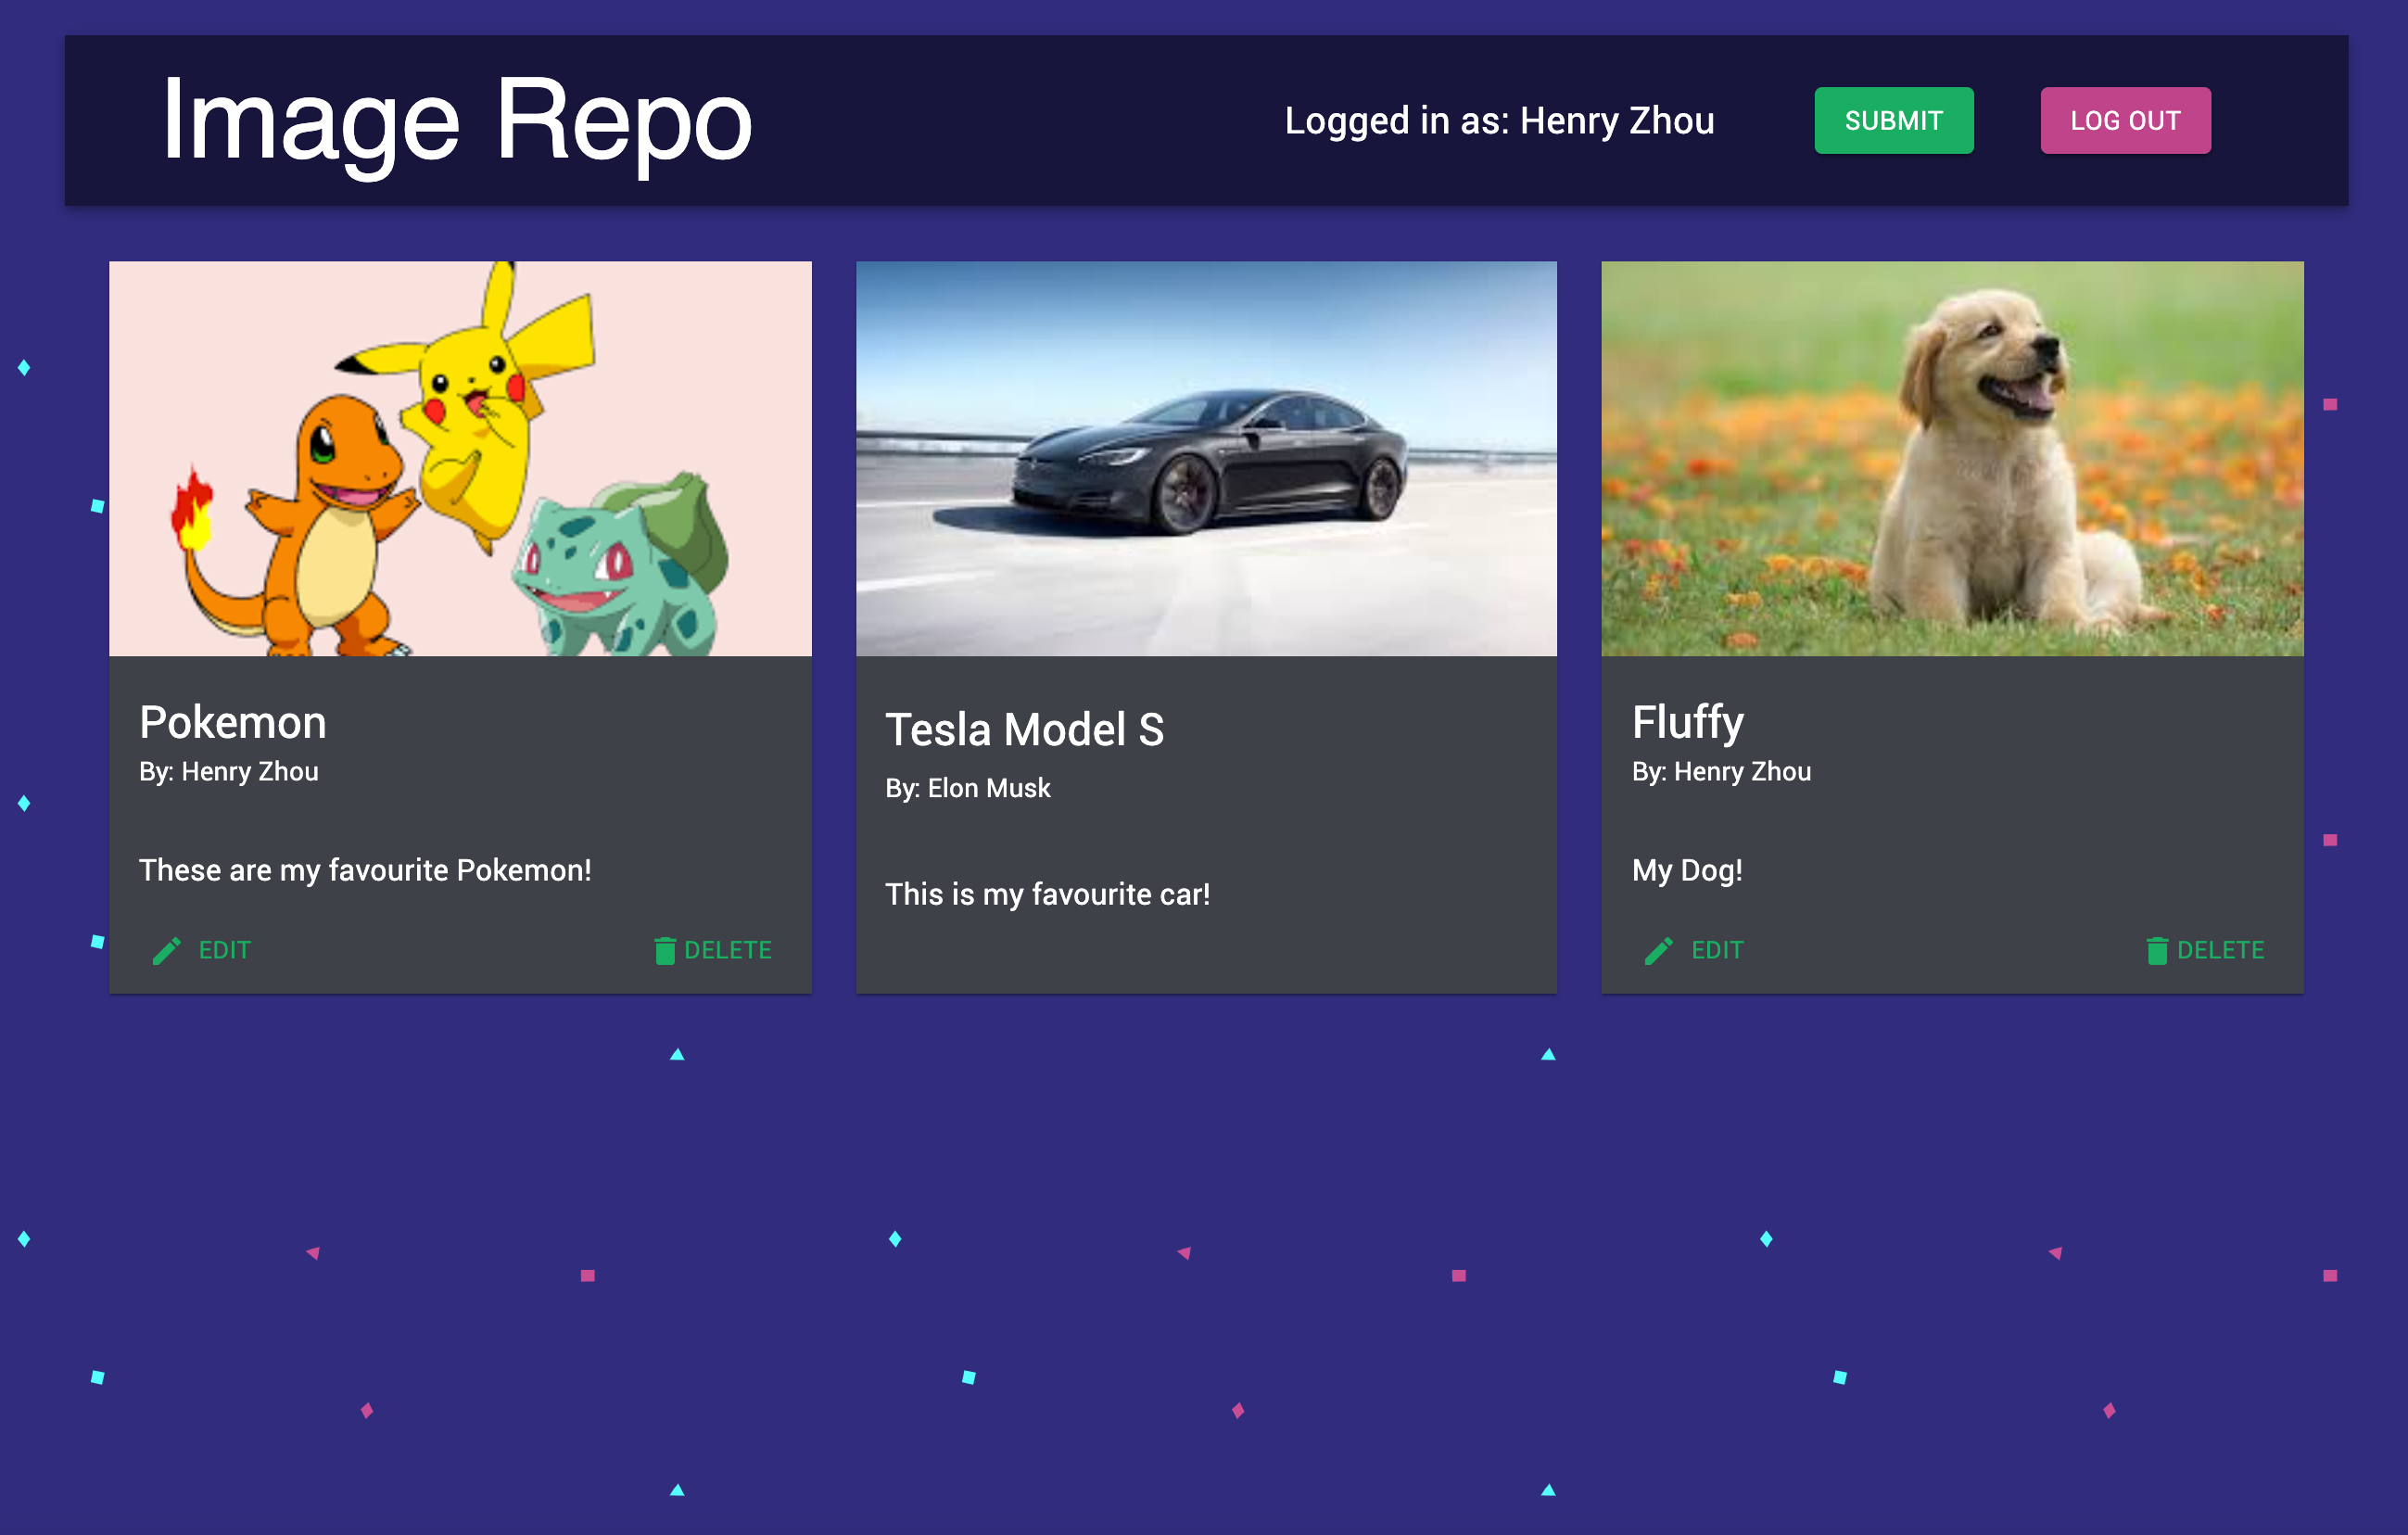 Image Repo
Logged in as: Henry Zhou
SUBMIT
LOG OUT
Pokemon
By: Henry Zhou
These are my favourite Pokemon!
EDIT
DELETE
Tesla Model S
By: Elon Musk
This is my favourite car!
Fluffy
By: Henry Zhou
My Dog!
EDIT
DELETE